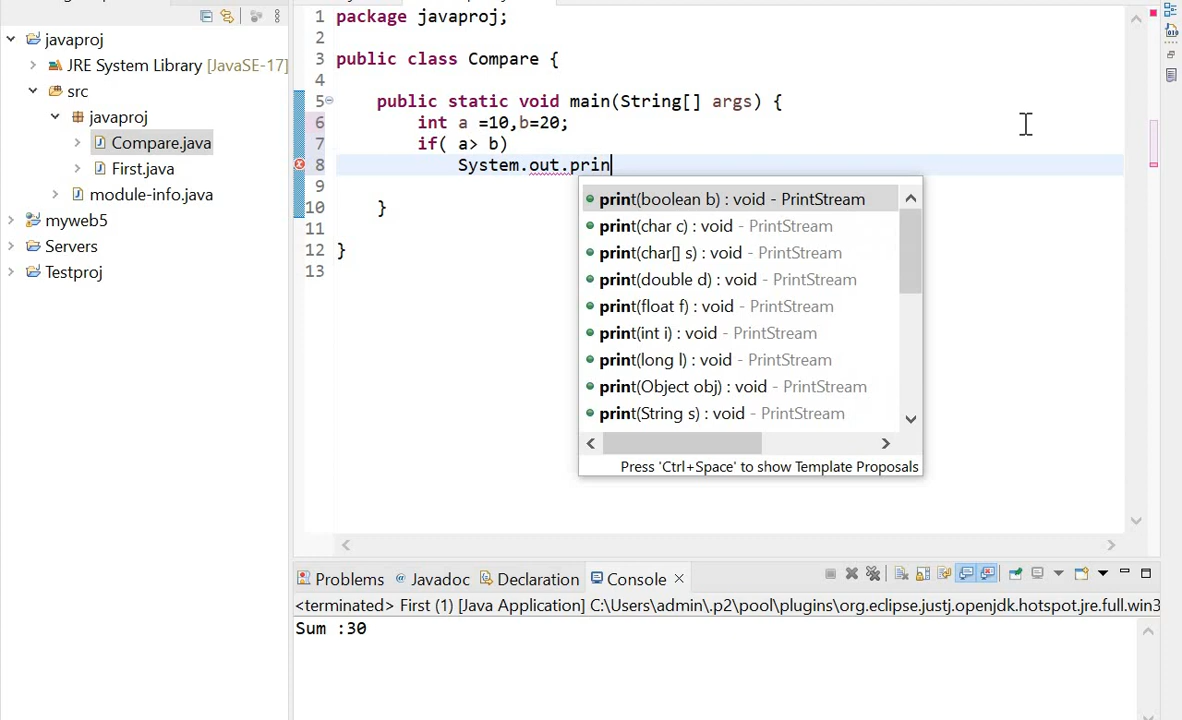 javaproj
JRE System Library [JavaSE-17]
src
javaproj
Compare.java
First.java
module-info.java
myweb5
Servers
Testproj
1 package javaproj;
2
3 public class Compare {
4
5 public static void main(String[] args) {
6 int a =10,b=20;
7 if( a> b)
8 System.out.prin
9
10 }
11
12 }
13
print(boolean b) : void - PrintStream
print(char c) : void - PrintStream
print(char[] s) : void - PrintStream
print(double d) : void - PrintStream
print(float f) : void - PrintStream
print(int i) : void - PrintStream
print(long l) : void - PrintStream
print(Object obj) : void - PrintStream
print(String s) : void - PrintStream
Press 'Ctrl+Space' to show Template Proposals
Problems @ Javadoc Declaration Console
<terminated> First (1) [Java Application] C:\Users\admin\.p2\pool\plugins\org.eclipse.justj.openjdk.hotspot.jre.full.win3
Sum :30